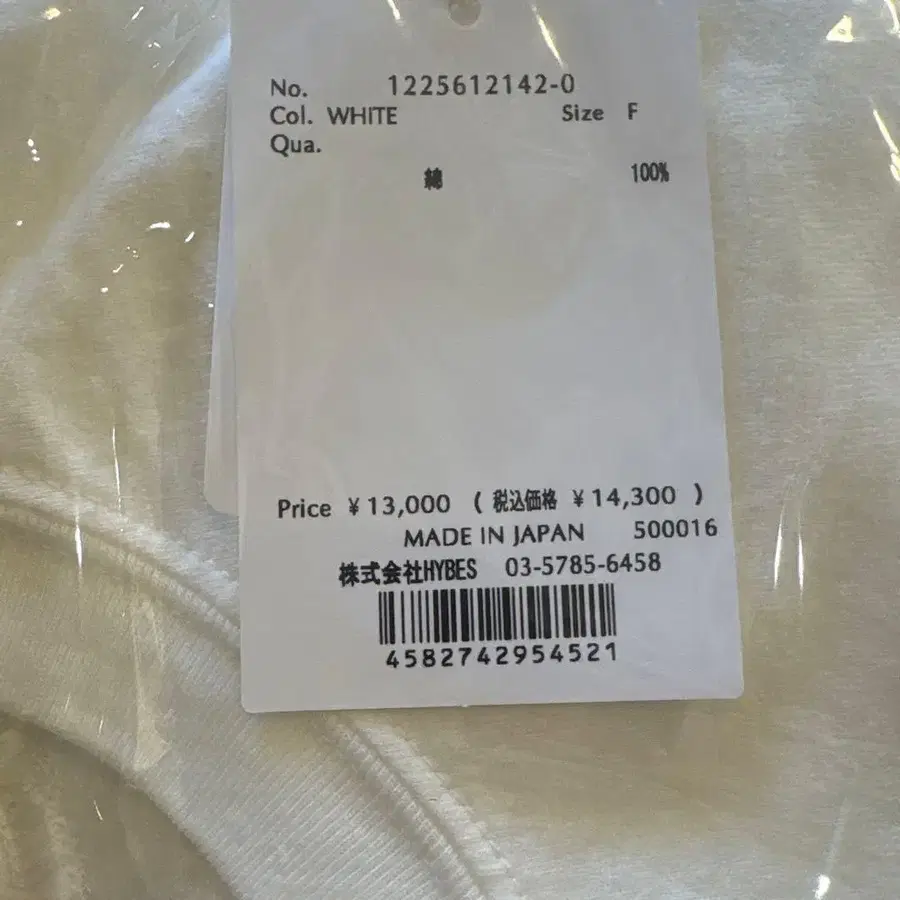 No. 1225612142-0
Col. WHITE Size F
Qua.
綿 100%
Price ¥13,000 ( 税込価格 ¥14,300 )
MADE IN JAPAN 500016
株式会社HYBES 03-5785-6458
4582742954521